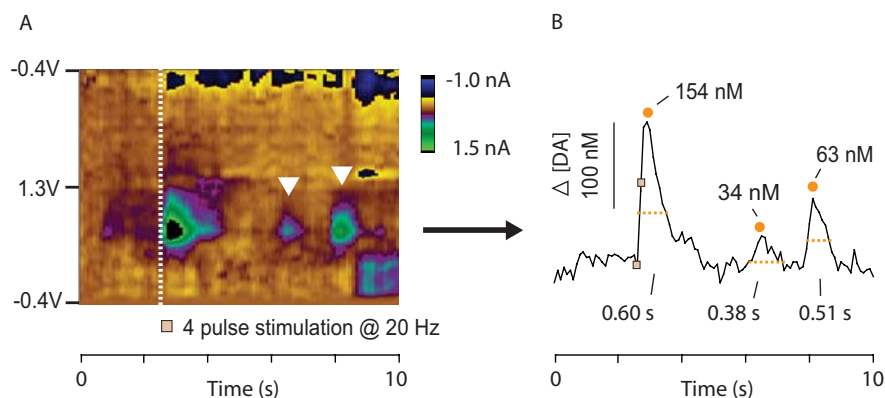 A
-0.4V
1.3V
-0.4V
-1.0 nA
1.5 nA
4 pulse stimulation @ 20 Hz
0
10
Time (s)
B
Δ [DA]
100 nM
154 nM
34 nM
63 nM
0.60 s
0.38 s
0.51 s
0
10
Time (s)